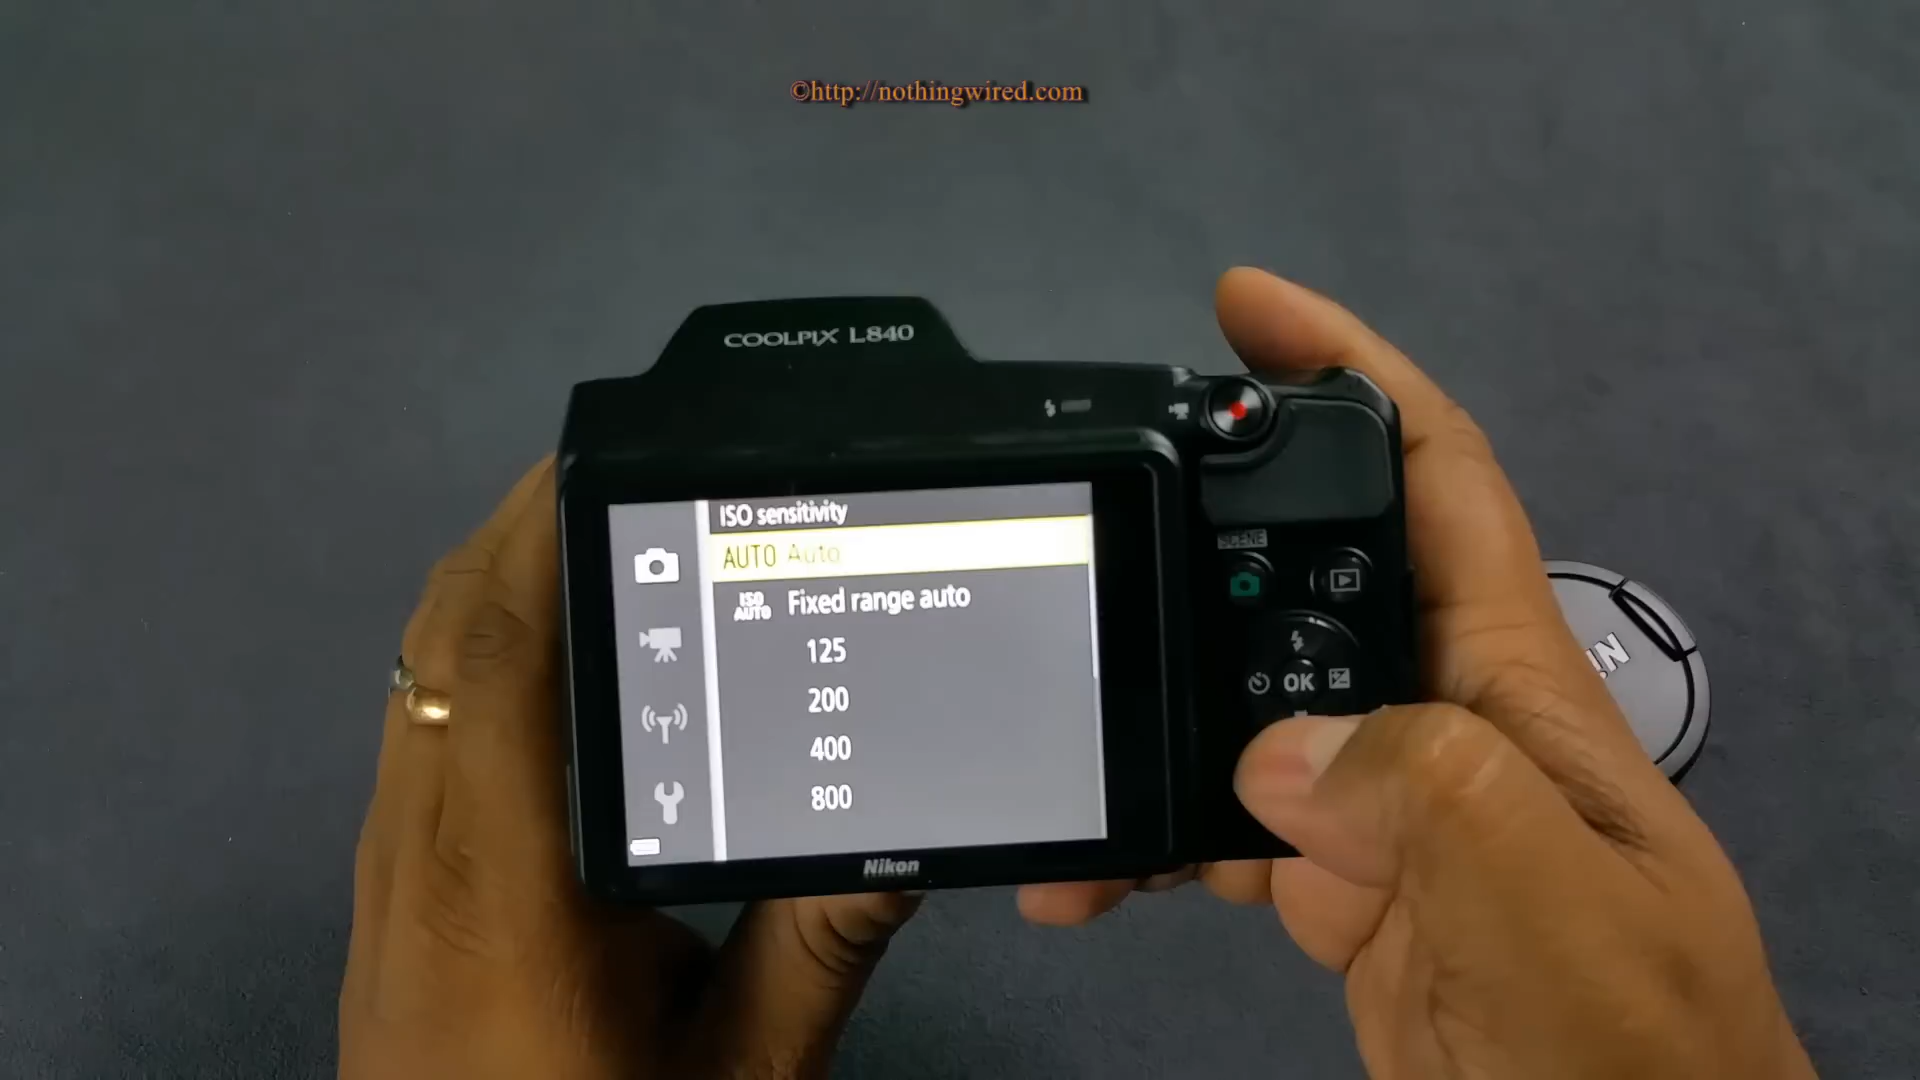 ©http://nothingwired.com
COOLPIX L840
ISO sensitivity
AUTO Auto
ISO AUTO Fixed range auto
125
200
400
800
SCENE
OK
Nikon